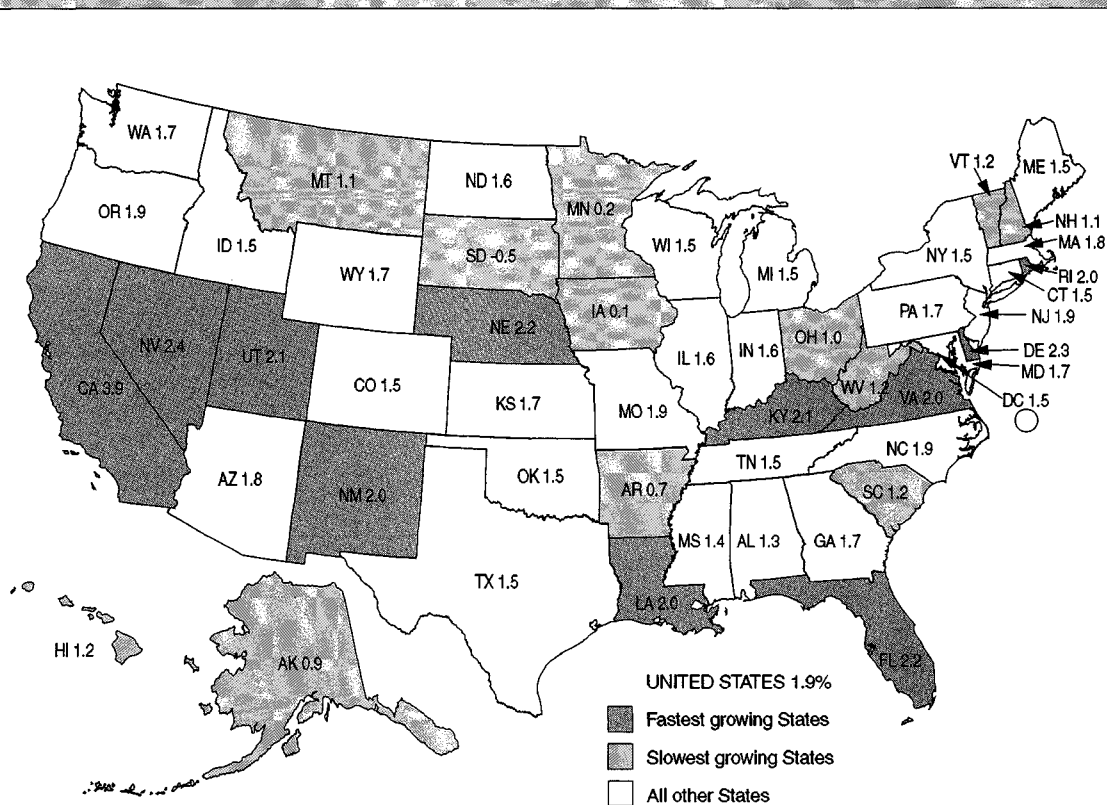 WA 1.7
MT 1.1
ND 1.6
MN 0.2
VT 1.2
ME 1.5
OR 1.9
ID 1.5
WY 1.7
SD -0.5
WI 1.5
MI 1.5
NY 1.5
NH 1.1
MA 1.8
RI 2.0
CT 1.5
NJ 1.9
NV 2.4
UT 2.1
NE 2.2
IA 0.1
IL 1.6
IN 1.6
OH 1.0
PA 1.7
DE 2.3
MD 1.7
DC 1.5
CA 3.9
CO 1.5
KS 1.7
MO 1.9
KY 2.1
WV 1.2
VA 2.0
AZ 1.8
NM 2.0
OK 1.5
AR 0.7
TN 1.5
NC 1.9
SC 1.2
TX 1.5
LA 2.0
MS 1.4
AL 1.3
GA 1.7
FL 2.2
HI 1.2
AK 0.9
UNITED STATES 1.9%
Fastest growing States
Slowest growing States
All other States